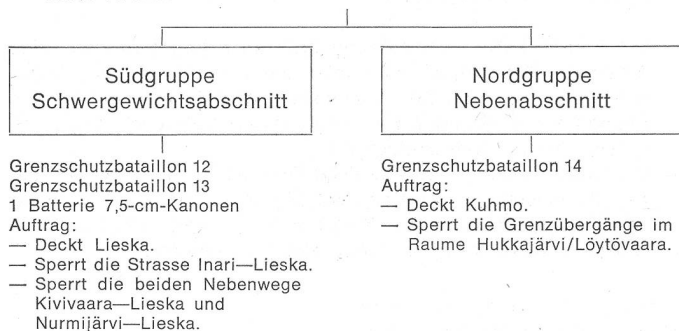 Südgruppe
Schwergewichtsabschnitt
Grenzschutzbataillon 12
Grenzschutzbataillon 13
1 Batterie 7,5-cm-Kanonen
Auftrag:
— Deckt Lieska.
— Sperrt die Strasse Inari—Lieska.
— Sperrt die beiden Nebenwege
Kivivaara—Lieska und
Nurmijärvi—Lieska.
Nordgruppe
Nebenabschnitt
Grenzschutzbataillon 14
Auftrag:
— Deckt Kuhmo.
— Sperrt die Grenzübergänge im
Raume Hukkajärvi/Löytövaara.